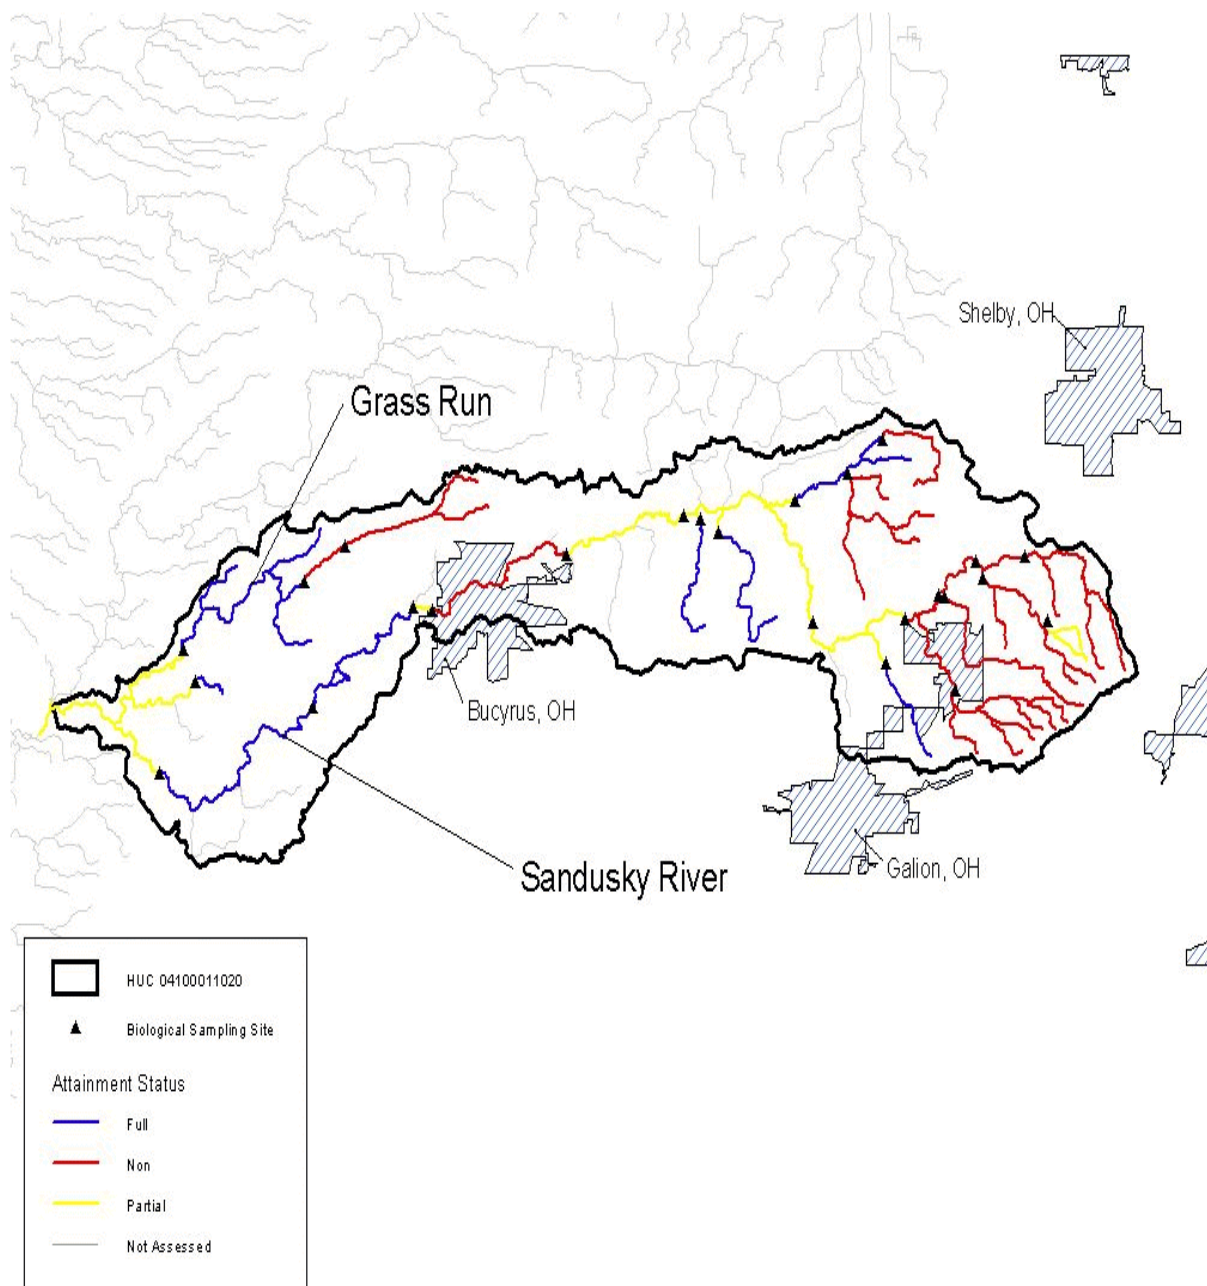 Shelby, OH
Grass Run
Bucyrus, OH
Sandusky River
Galion, OH
HUC 04100011020
Biological Sampling Site
Attainment Status
Full
Non
Partial
Not Assessed